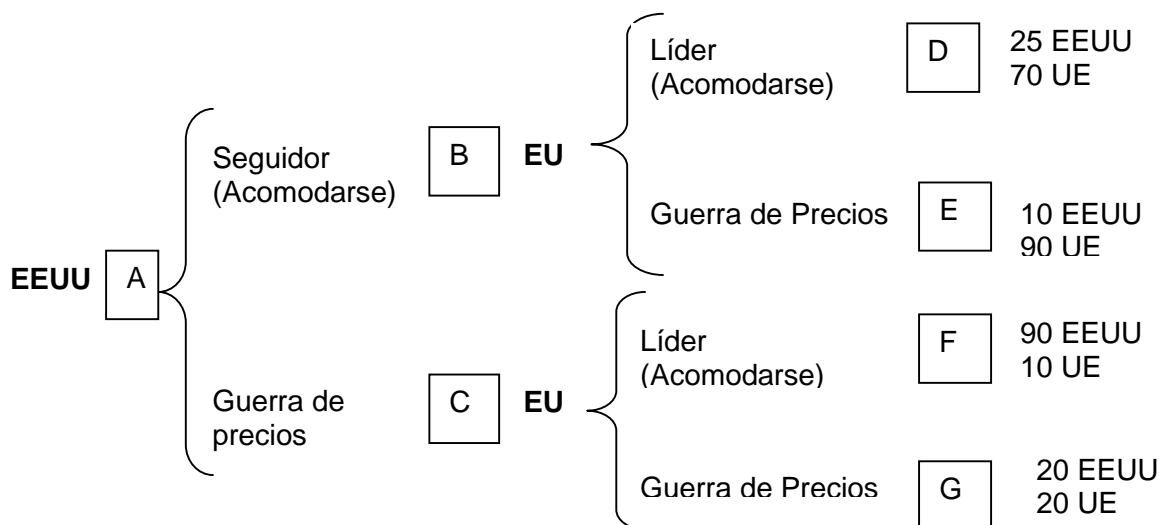 EEUU
A
Seguidor
(Acomodarse)
B
EU
Líder
(Acomodarse)
D
25 EEUU
70 UE
Guerra de Precios
E
10 EEUU
90 UE
Guerra de
precios
C
EU
Líder
(Acomodarse)
F
90 EEUU
10 UE
Guerra de Precios
G
20 EEUU
20 UE